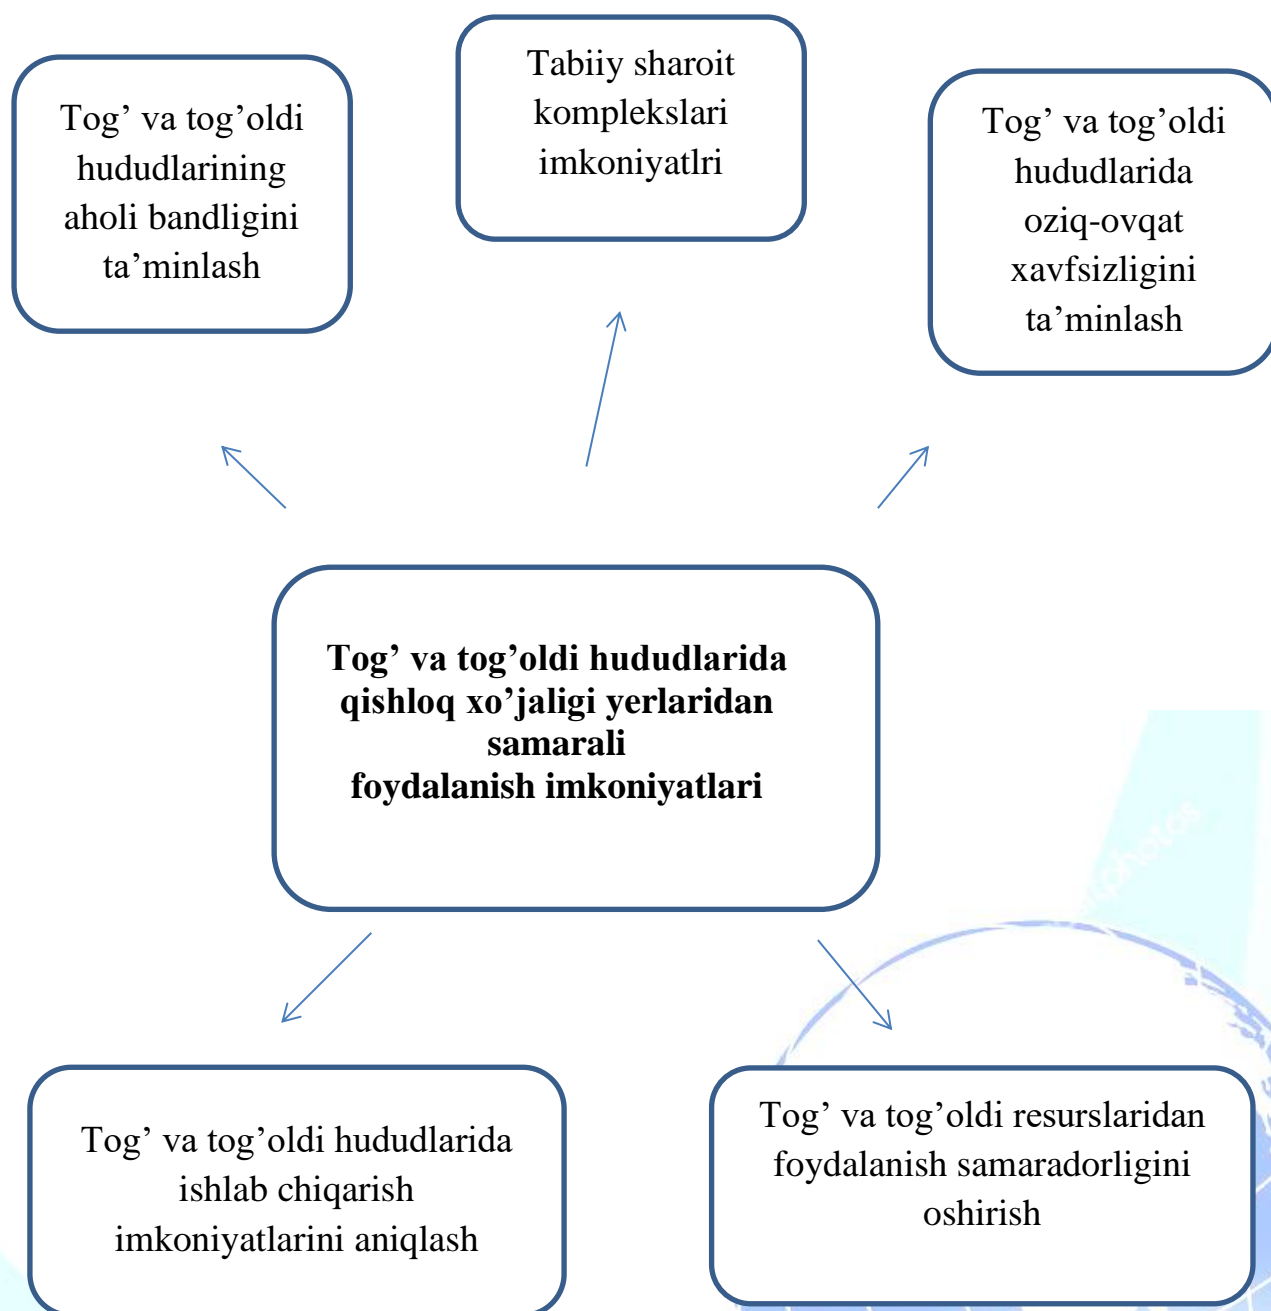 Tog’ va tog’oldi
hududlarining
aholi bandligini
ta’minlash
Tabiiy sharoit
komplekslari
imkoniyatlri
Tog’ va tog’oldi
hududlarida
oziq-ovqat
xavfsizligini
ta’minlash
Tog’ va tog’oldi hududlarida
qishloq xo’jaligi yerlaridan
samarali
foydalanish imkoniyatlari
Tog’ va tog’oldi hududlarida
ishlab chiqarish
imkoniyatlarini aniqlash
Tog’ va tog’oldi resurslaridan
foydalanish samaradorligini
oshirish